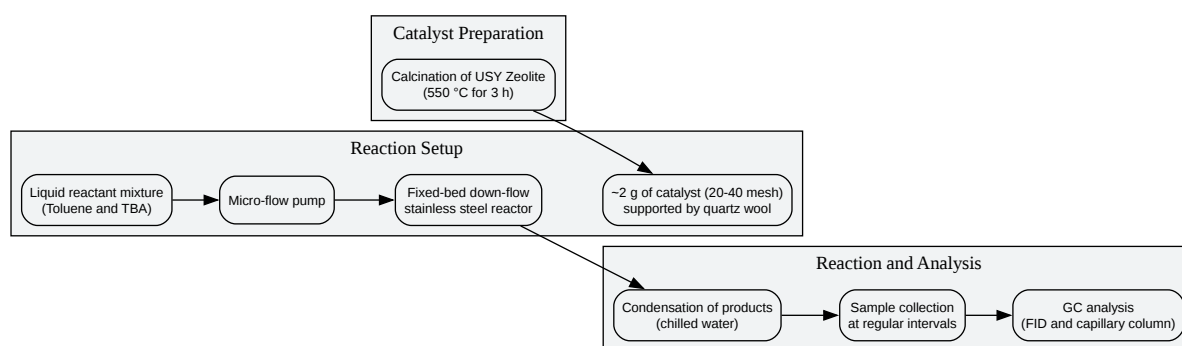 Catalyst Preparation
Calcination of USY Zeolite
(550 °C for 3 h)
Reaction Setup
Liquid reactant mixture
(Toluene and TBA)
Micro-flow pump
Fixed-bed down-flow
stainless steel reactor
~2 g of catalyst (20-40 mesh)
supported by quartz wool
Reaction and Analysis
Condensation of products
(chilled water)
Sample collection
at regular intervals
GC analysis
(FID and capillary column)